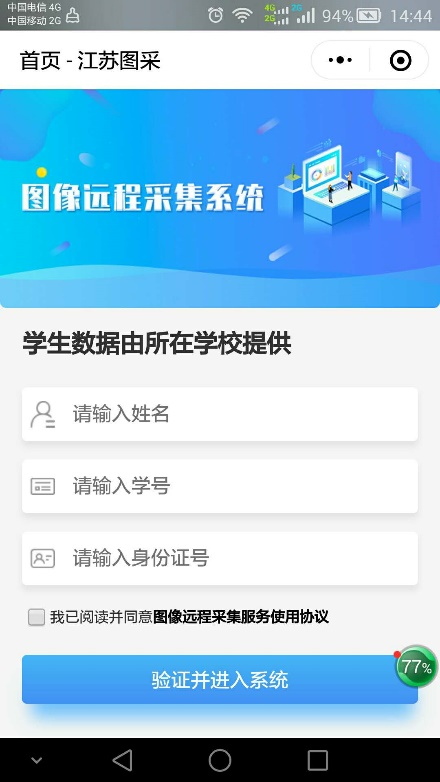 中国电信 4G
中国移动 2G
4G
2G
2G
94%
14:44
首页 - 江苏图采
图像远程采集系统
学生数据由所在学校提供
请输入姓名
请输入学号
请输入身份证号
我已阅读并同意图像远程采集服务使用协议
验证并进入系统
77%